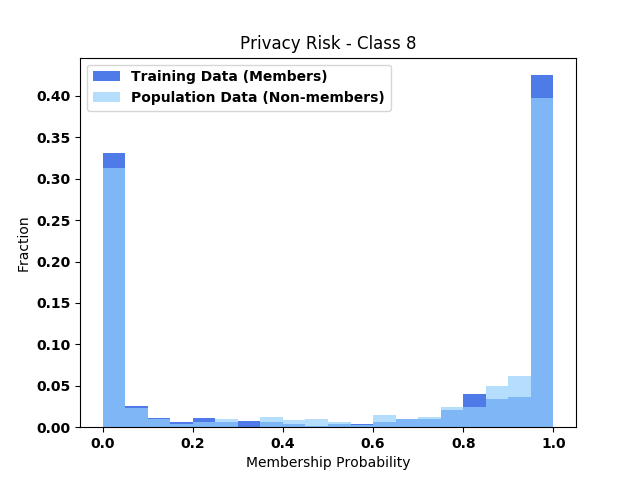 Privacy Risk - Class 8
Training Data (Members)
Population Data (Non-members)
0.40
0.35
0.30
0.25
0.20
0.15
0.10
0.05
0.00
Fraction
0.0 0.2 0.4 0.6 0.8 1.0
Membership Probability